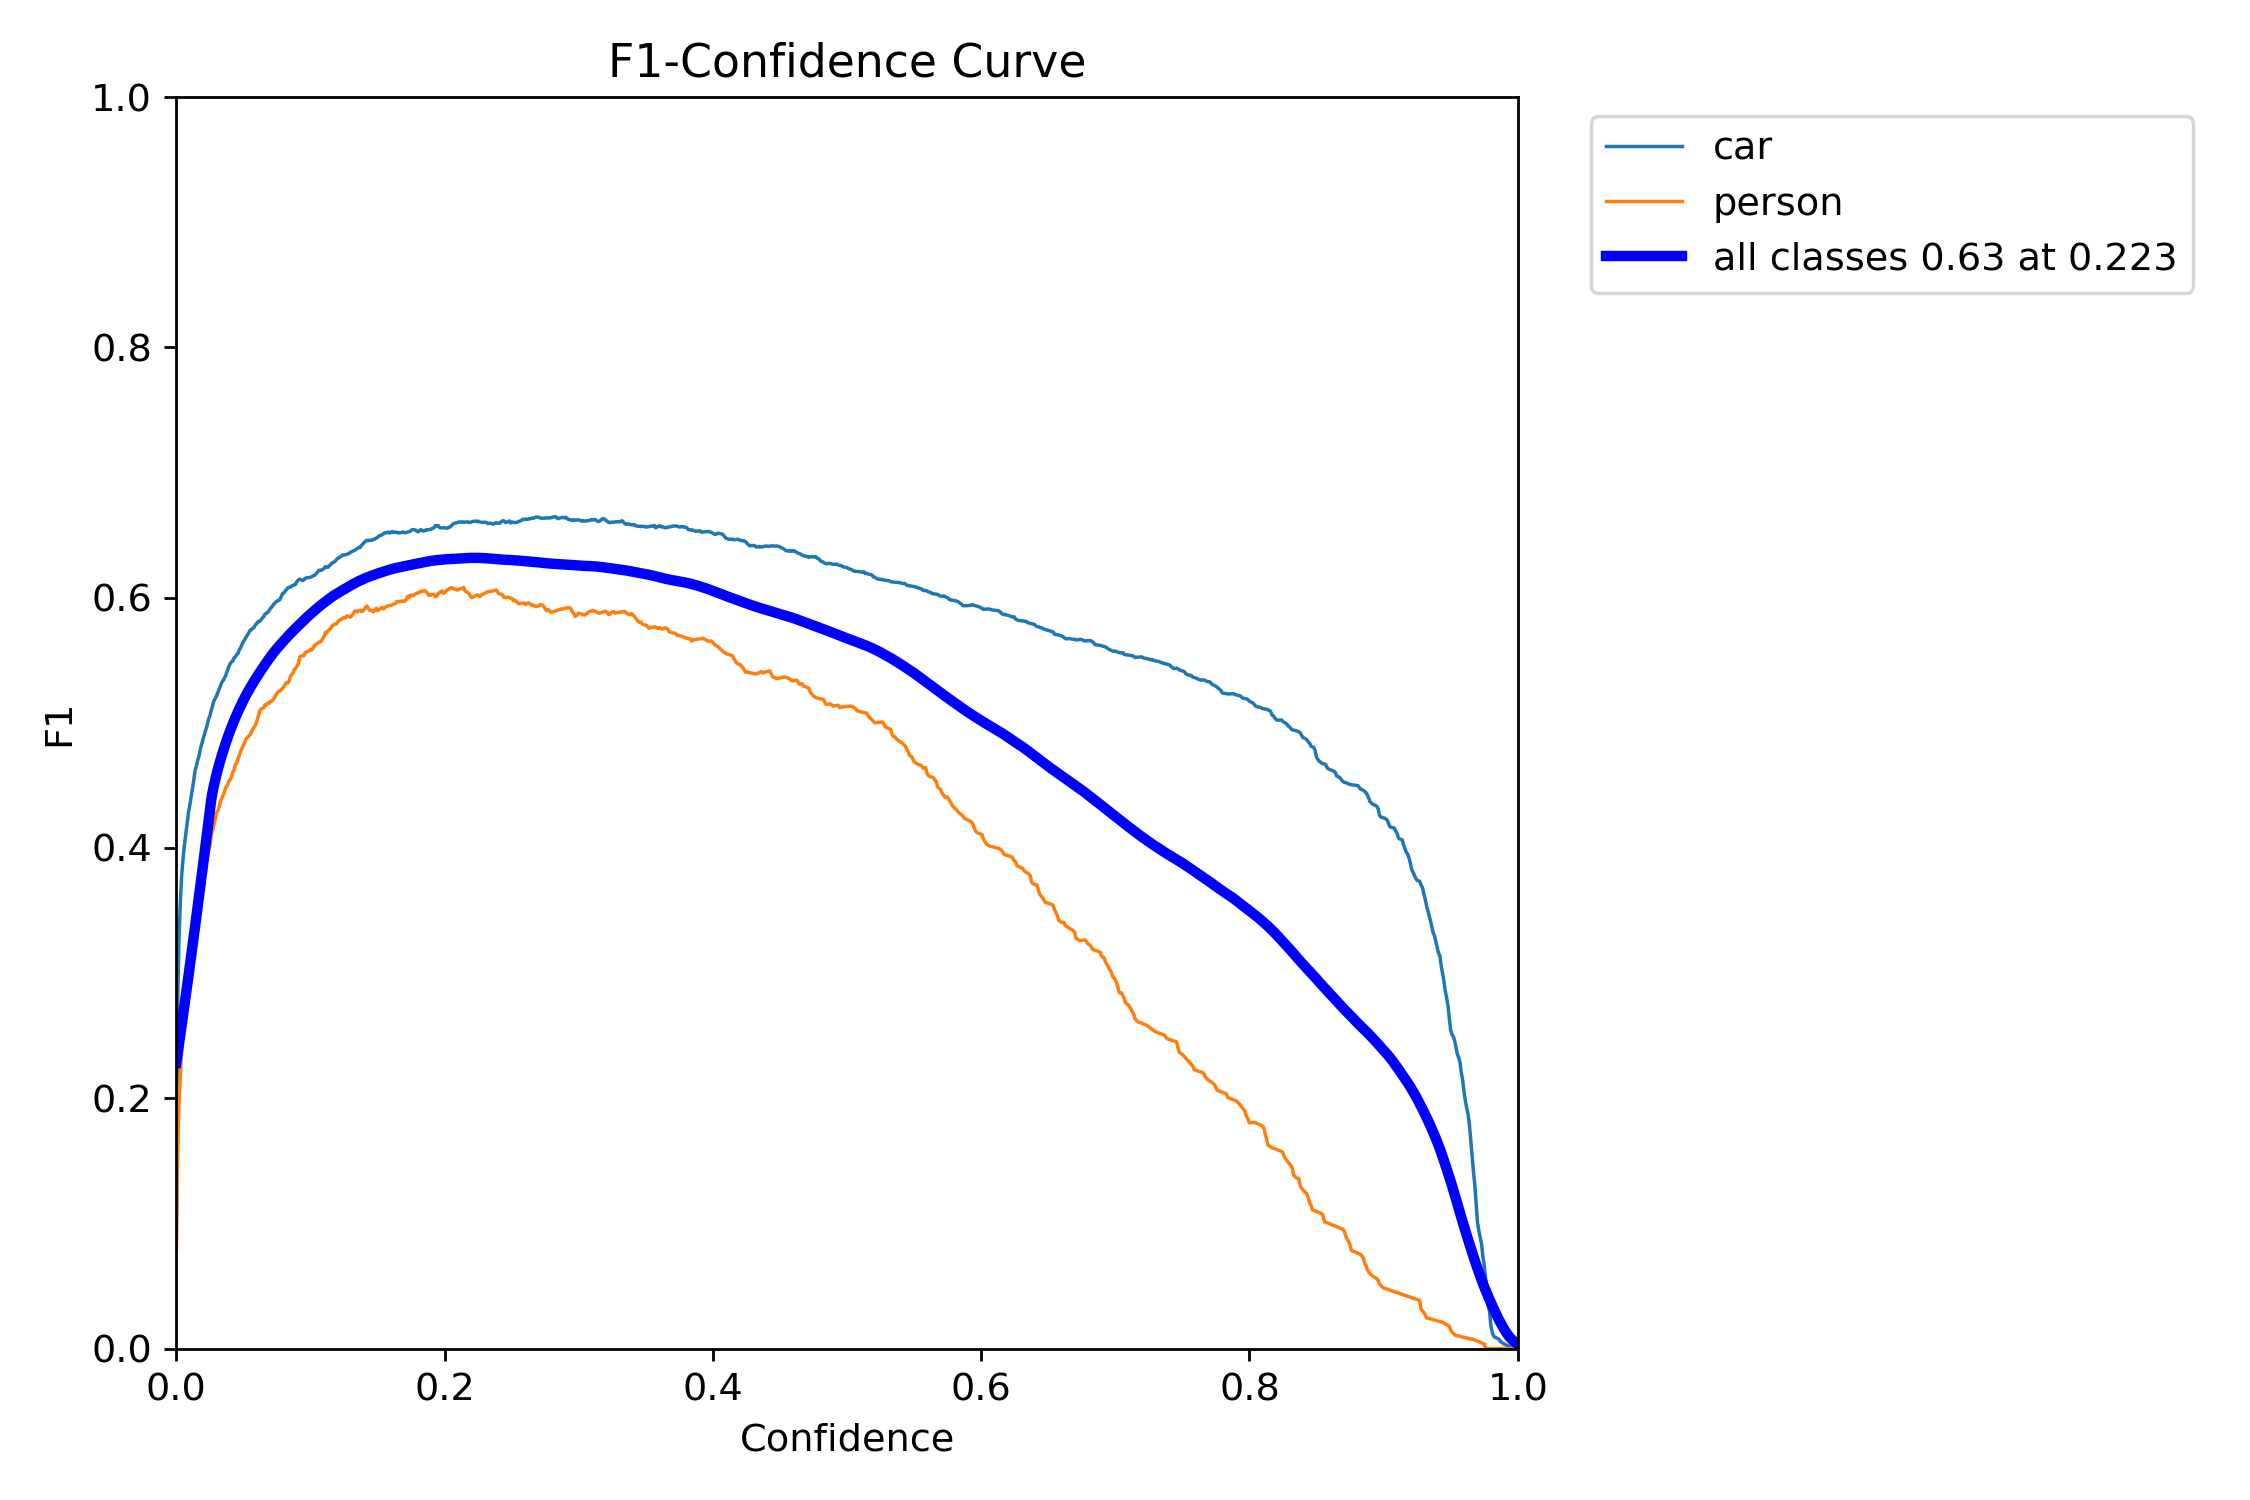 F1-Confidence Curve
car
person
all classes 0.63 at 0.223
1.0
0.8
0.6
0.4
0.2
0.0
F1
0.0 0.2 0.4 0.6 0.8 1.0
Confidence